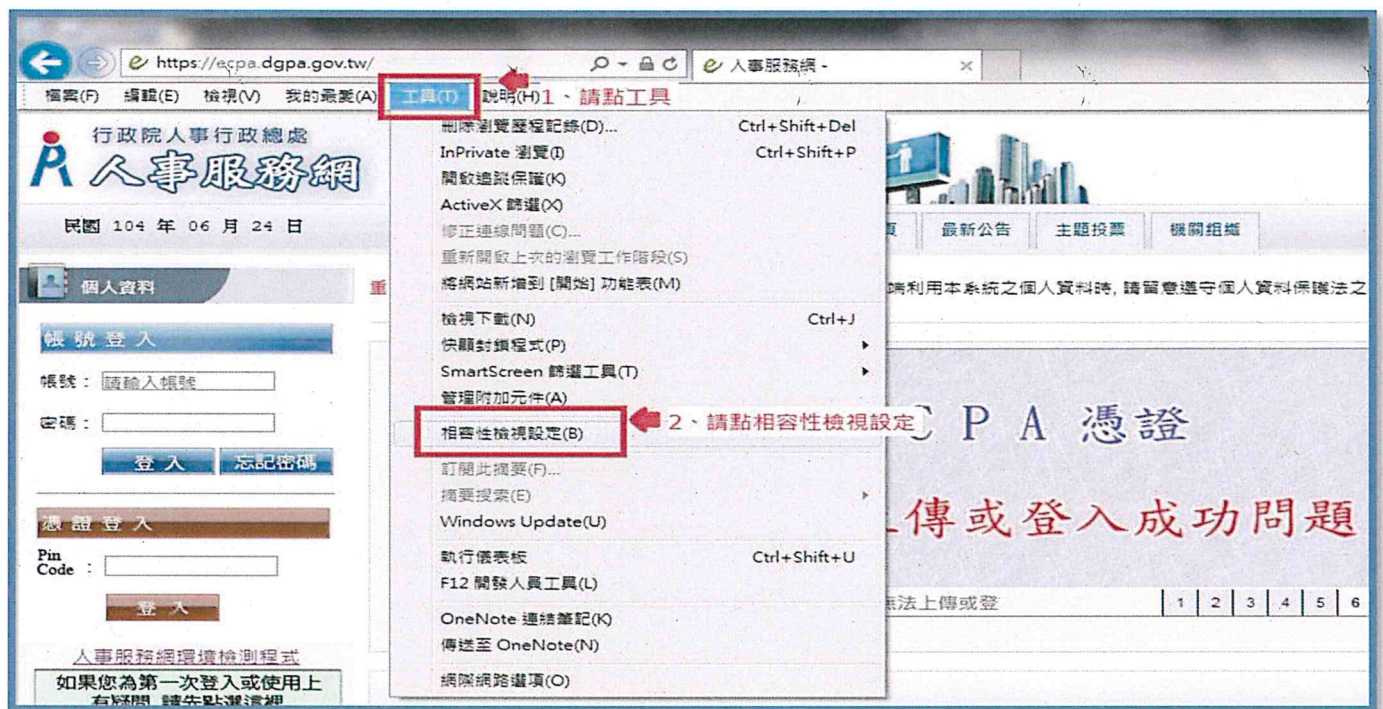 https://ecpa.dgpa.gov.tw/
人事服務網 -
檔案(F) 編輯(E) 檢視(V) 我的最愛(A) 工具(T) 說明(H)
1、請點工具
行政院人事行政總處
人事服務網
民國 104 年 06 月 24 日
個人資料
帳號登入
帳號： 請輸入帳號
密碼：
登入 忘記密碼
憑證登入
Pin Code :
登入
人事服務網環境檢測程式
如果您為第一次登入或使用上
有疑問 請先點選這裡
刪除瀏覽歷程記錄(D)... Ctrl+Shift+Del
InPrivate 瀏覽(I) Ctrl+Shift+P
開啟追蹤保護(K)
ActiveX 篩選(X)
修正連線問題(C)...
重新開啟上次的瀏覽工作階段(S)
將網站新增到 [開始] 功能表(M)
檢視下載(N) Ctrl+J
快顯封鎖程式(P)
SmartScreen 篩選工具(T)
管理附加元件(A)
相容性檢視設定(B)
2、請點相容性檢視設定
訂閱此摘要(F)...
摘要搜索(E)
Windows Update(U)
執行儀表板 Ctrl+Shift+U
F12 開發人員工具(L)
OneNote 連結筆記(K)
傳送至 OneNote(N)
網際網路選項(O)
最新公告 主題投票 機關組織
重
利用本系統之個人資料時, 請留意遵守個人資料保護法之
C P A 憑證
傳或登入成功問題
無法上傳或登
1 2 3 4 5 6